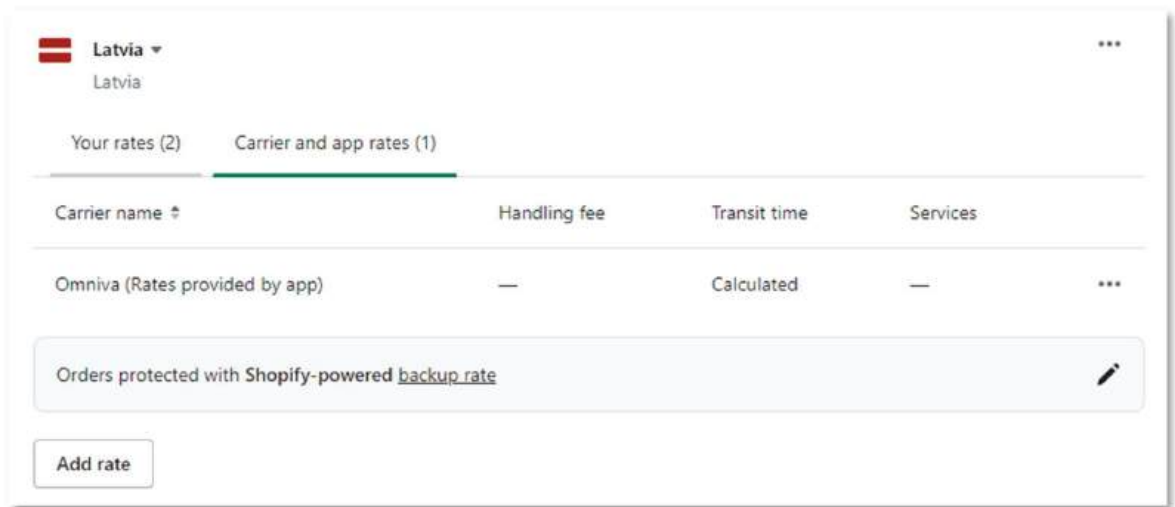 Latvia
Latvia
Your rates (2) Carrier and app rates (1)
Carrier name Handling fee Transit time Services
Omniva (Rates provided by app) — Calculated —
Orders protected with Shopify-powered backup rate
Add rate